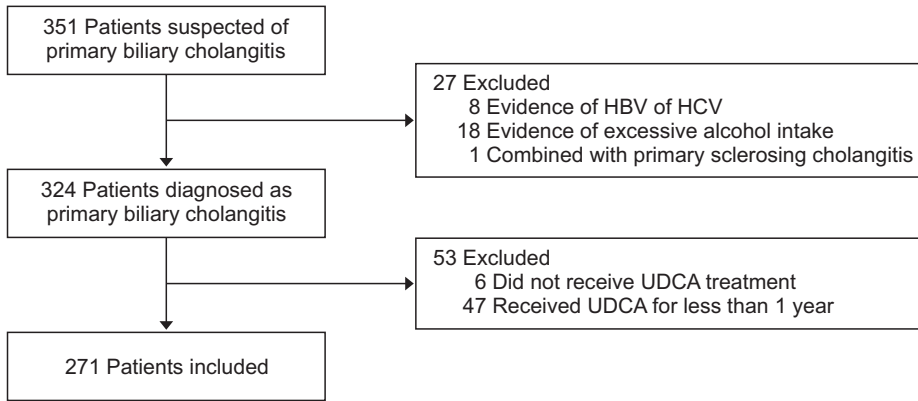 351 Patients suspected of
primary biliary cholangitis
27 Excluded
8 Evidence of HBV of HCV
18 Evidence of excessive alcohol intake
1 Combined with primary sclerosing cholangitis
324 Patients diagnosed as
primary biliary cholangitis
53 Excluded
6 Did not receive UDCA treatment
47 Received UDCA for less than 1 year
271 Patients included